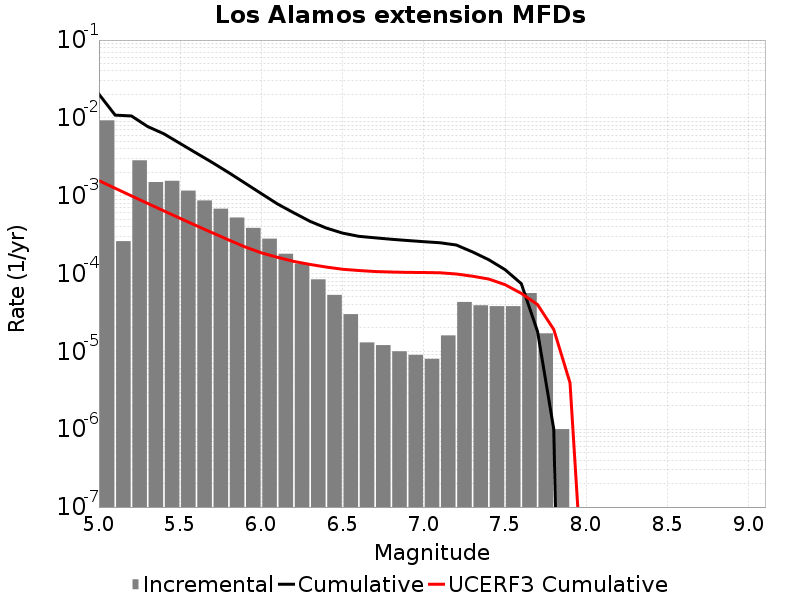 Los Alamos extension MFDs
10-1
10-2
10-3
10-4
10-5
10-6
10-7
Rate (1/yr)
5.0 5.5 6.0 6.5 7.0 7.5 8.0 8.5 9.0
Magnitude
Incremental Cumulative UCERF3 Cumulative